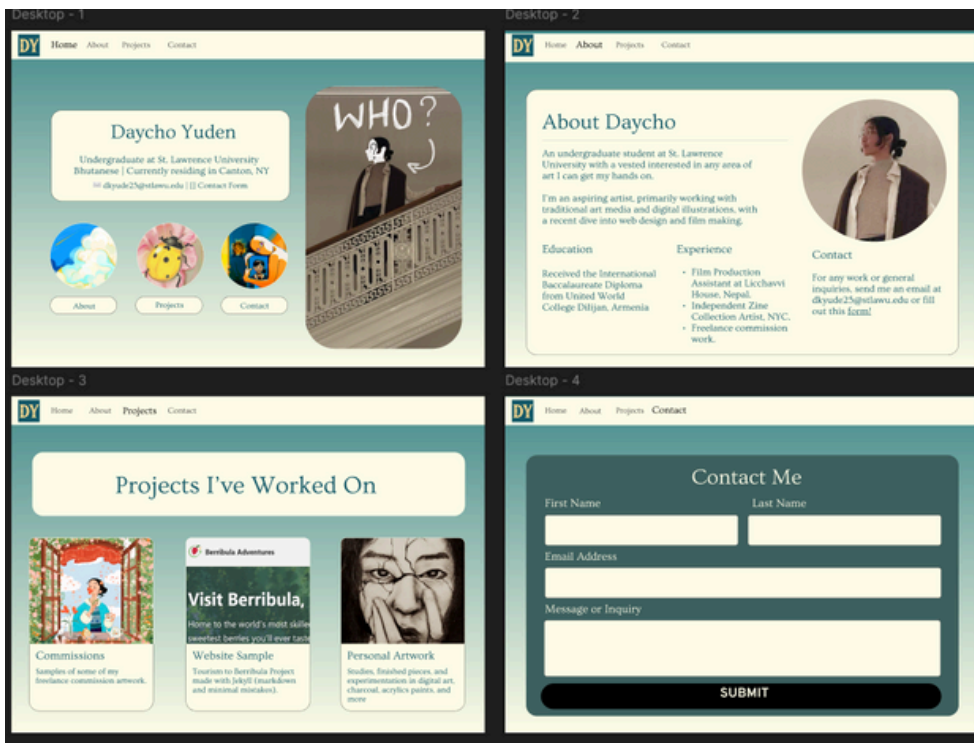 Desktop - 1
DY Home About Projects Contact
Daycho Yuden
Undergraduate at St. Lawrence University
Bhutanese | Currently residing in Canton, NY
dkyude25@stlawu.edu | [] Contact Form
About
Projects
Contact
WHO?
Desktop - 2
DY Home About Projects Contact
About Daycho
An undergraduate student at St. Lawrence
University with a vested interested in any area of
art I can get my hands on.
I'm an aspiring artist, primarily working with
traditional art media and digital illustrations, with
a recent dive into web design and film making.
Education
Received the International
Baccalaureate Diploma
from United World
College Dilijan, Armenia
Experience
• Film Production
Assistant at Licchavvi
House, Nepal.
• Independent Zine
Collection Artist, NYC.
• Freelance commission
work.
Contact
For any work or general
inquiries, send me an email at
dkyude25@stlawu.edu or fill
out this form!
Desktop - 3
DY Home About Projects Contact
Projects I've Worked On
Commissions
Samples of some of my
freelance commission artwork.
Berribula Adventures
Visit Berribula,
Home to the world's most skille
sweetest berries you'll ever taste
Website Sample
Tourism to Berribula Project
made with Jekyll (markdown
and minimal mistakes).
Personal Artwork
Studies, finished pieces, and
experimentation in digital art,
charcoal, acrylics paints, and
more
Desktop - 4
DY Home About Projects Contact
Contact Me
First Name
Last Name
Email Address
Message or Inquiry
SUBMIT